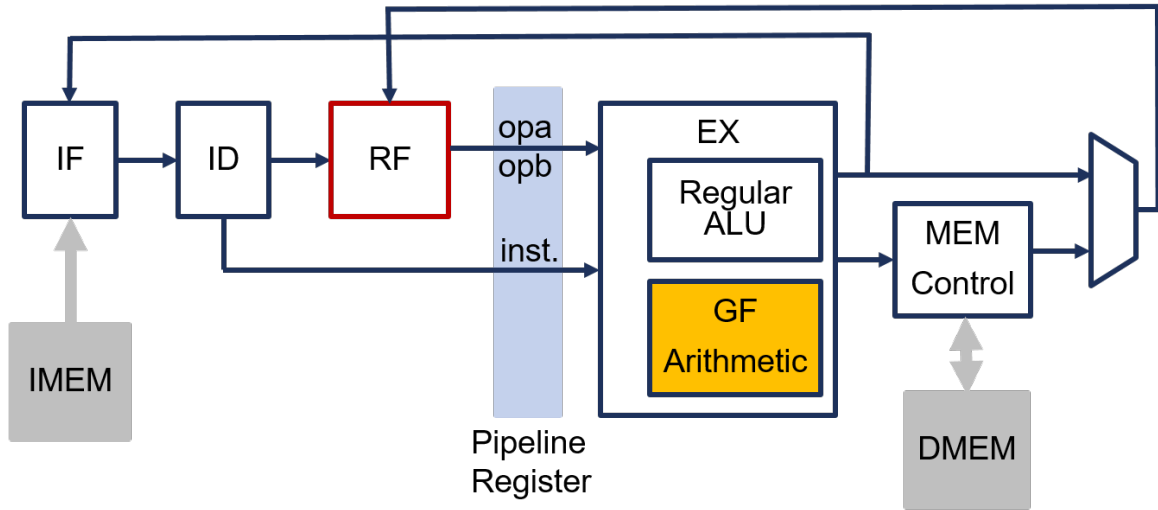 IF
ID
RF
opa
opb
inst.
EX
Regular
ALU
GF
Arithmetic
MEM
Control
IMEM
DMEM
Pipeline
Register